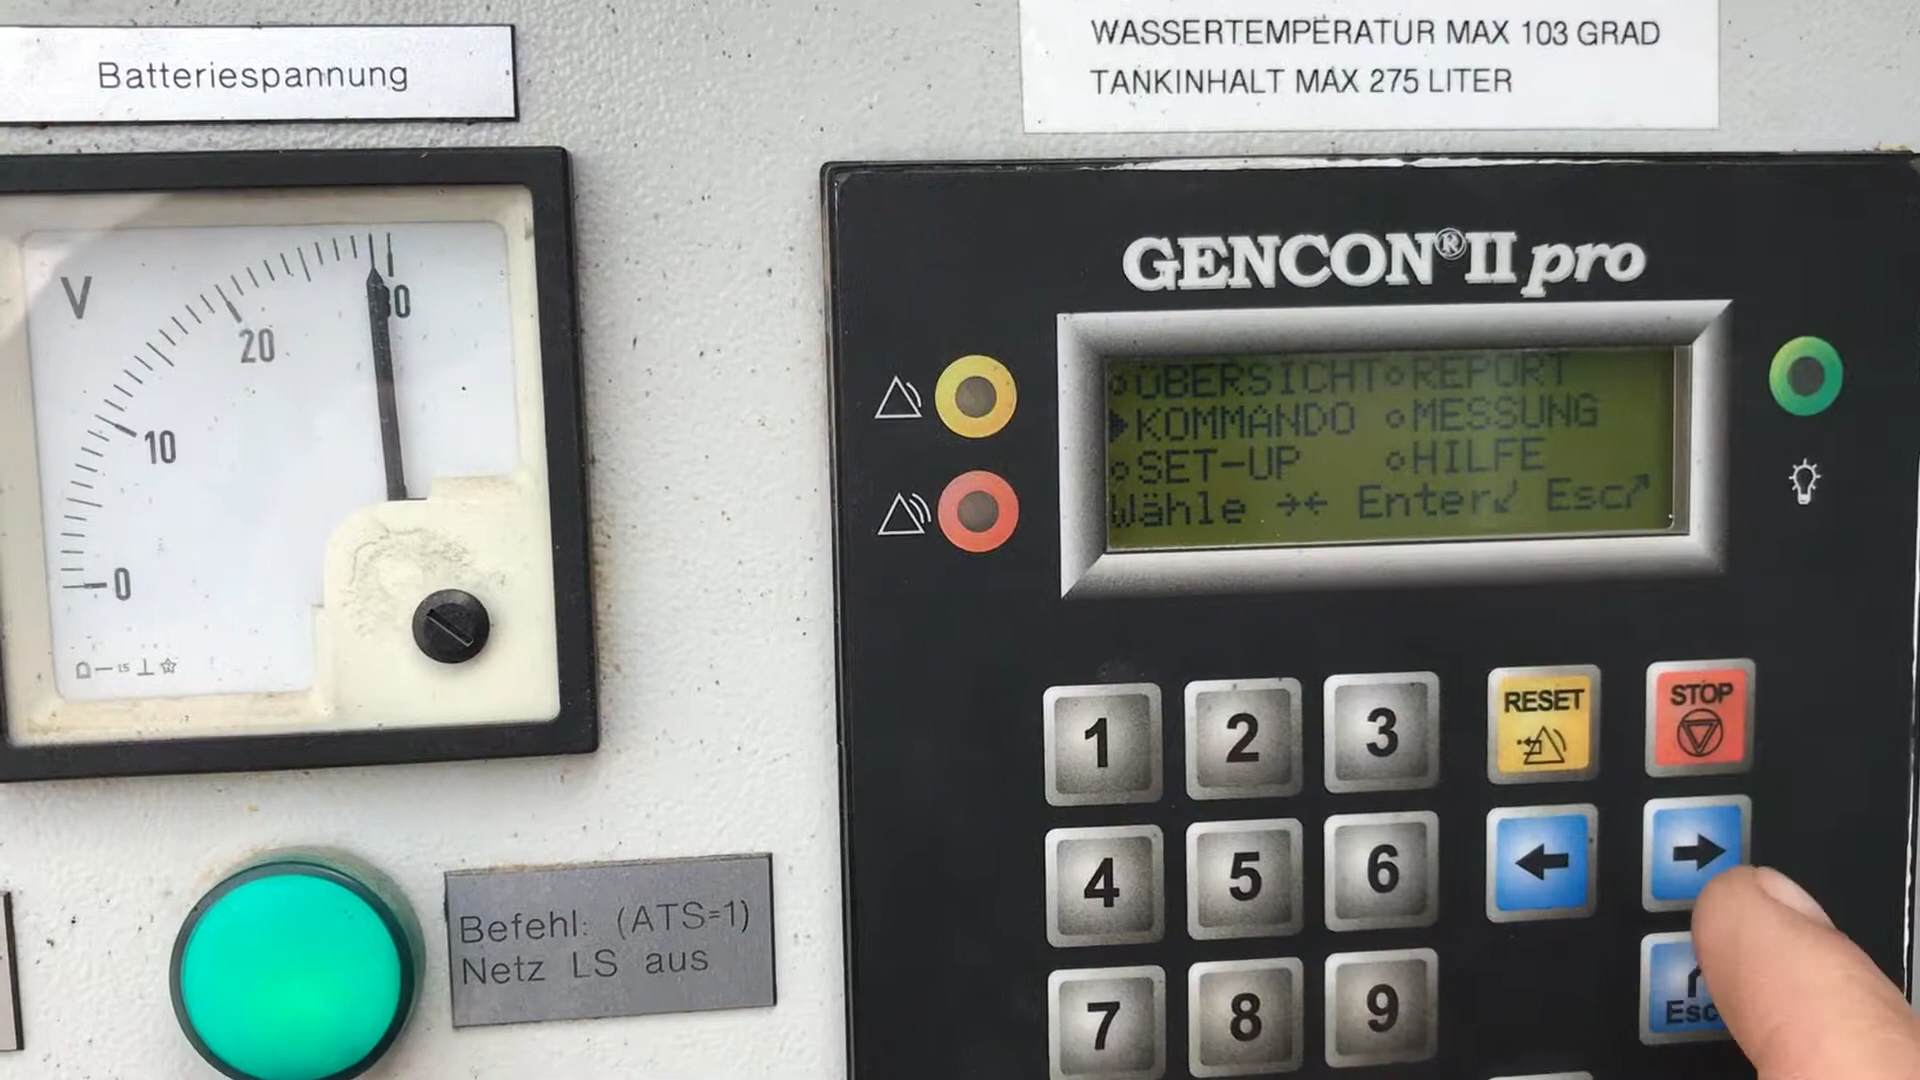 Batteriespannung
WASSERTEMPERATUR MAX 103 GRAD
TANKINHALT MAX 275 LITER
V
0
10
20
30
GENCON®II pro
ÜBERSICHT REPORT
KOMMANDO MESSUNG
SET-UP HILFE
Wähle →← Enter↙ Esc↗
1 2 3 RESET STOP
4 5 6 ← →
7 8 9 Esc
Befehl: (ATS=1)
Netz LS aus